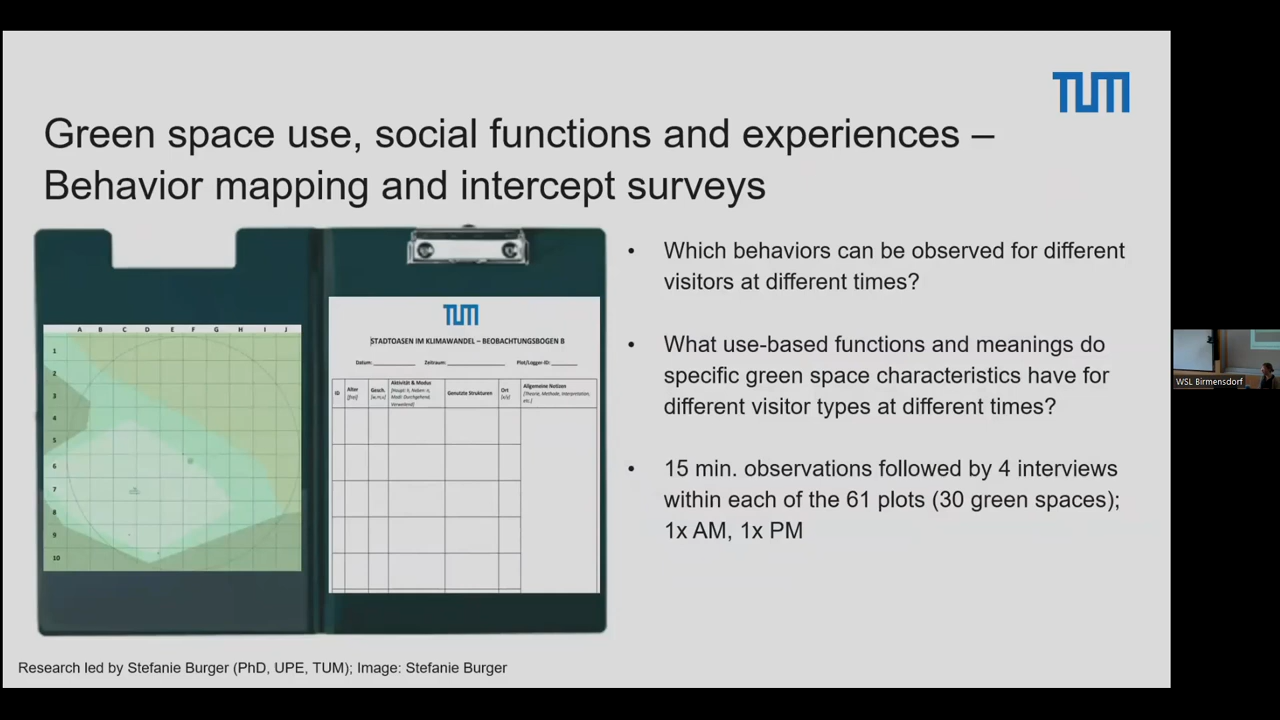 TUM
Green space use, social functions and experiences –
Behavior mapping and intercept surveys
A B C D E F G H I J
1
2
3
4
5
6
7
8
9
10
TUM
STADTOASEN IM KLIMAWANDEL – BEOBACHTUNGSBOGEN B
Datum: Zeitraum: Plot/Logger-ID:
ID Alter Gesch. Aktivität & Modus Genutzte Strukturen Ort Allgemeine Notizen
• Which behaviors can be observed for different
visitors at different times?
• What use-based functions and meanings do
specific green space characteristics have for
different visitor types at different times?
• 15 min. observations followed by 4 interviews
within each of the 61 plots (30 green spaces);
1x AM, 1x PM
WSL Birmensdorf
Research led by Stefanie Burger (PhD, UPE, TUM); Image: Stefanie Burger